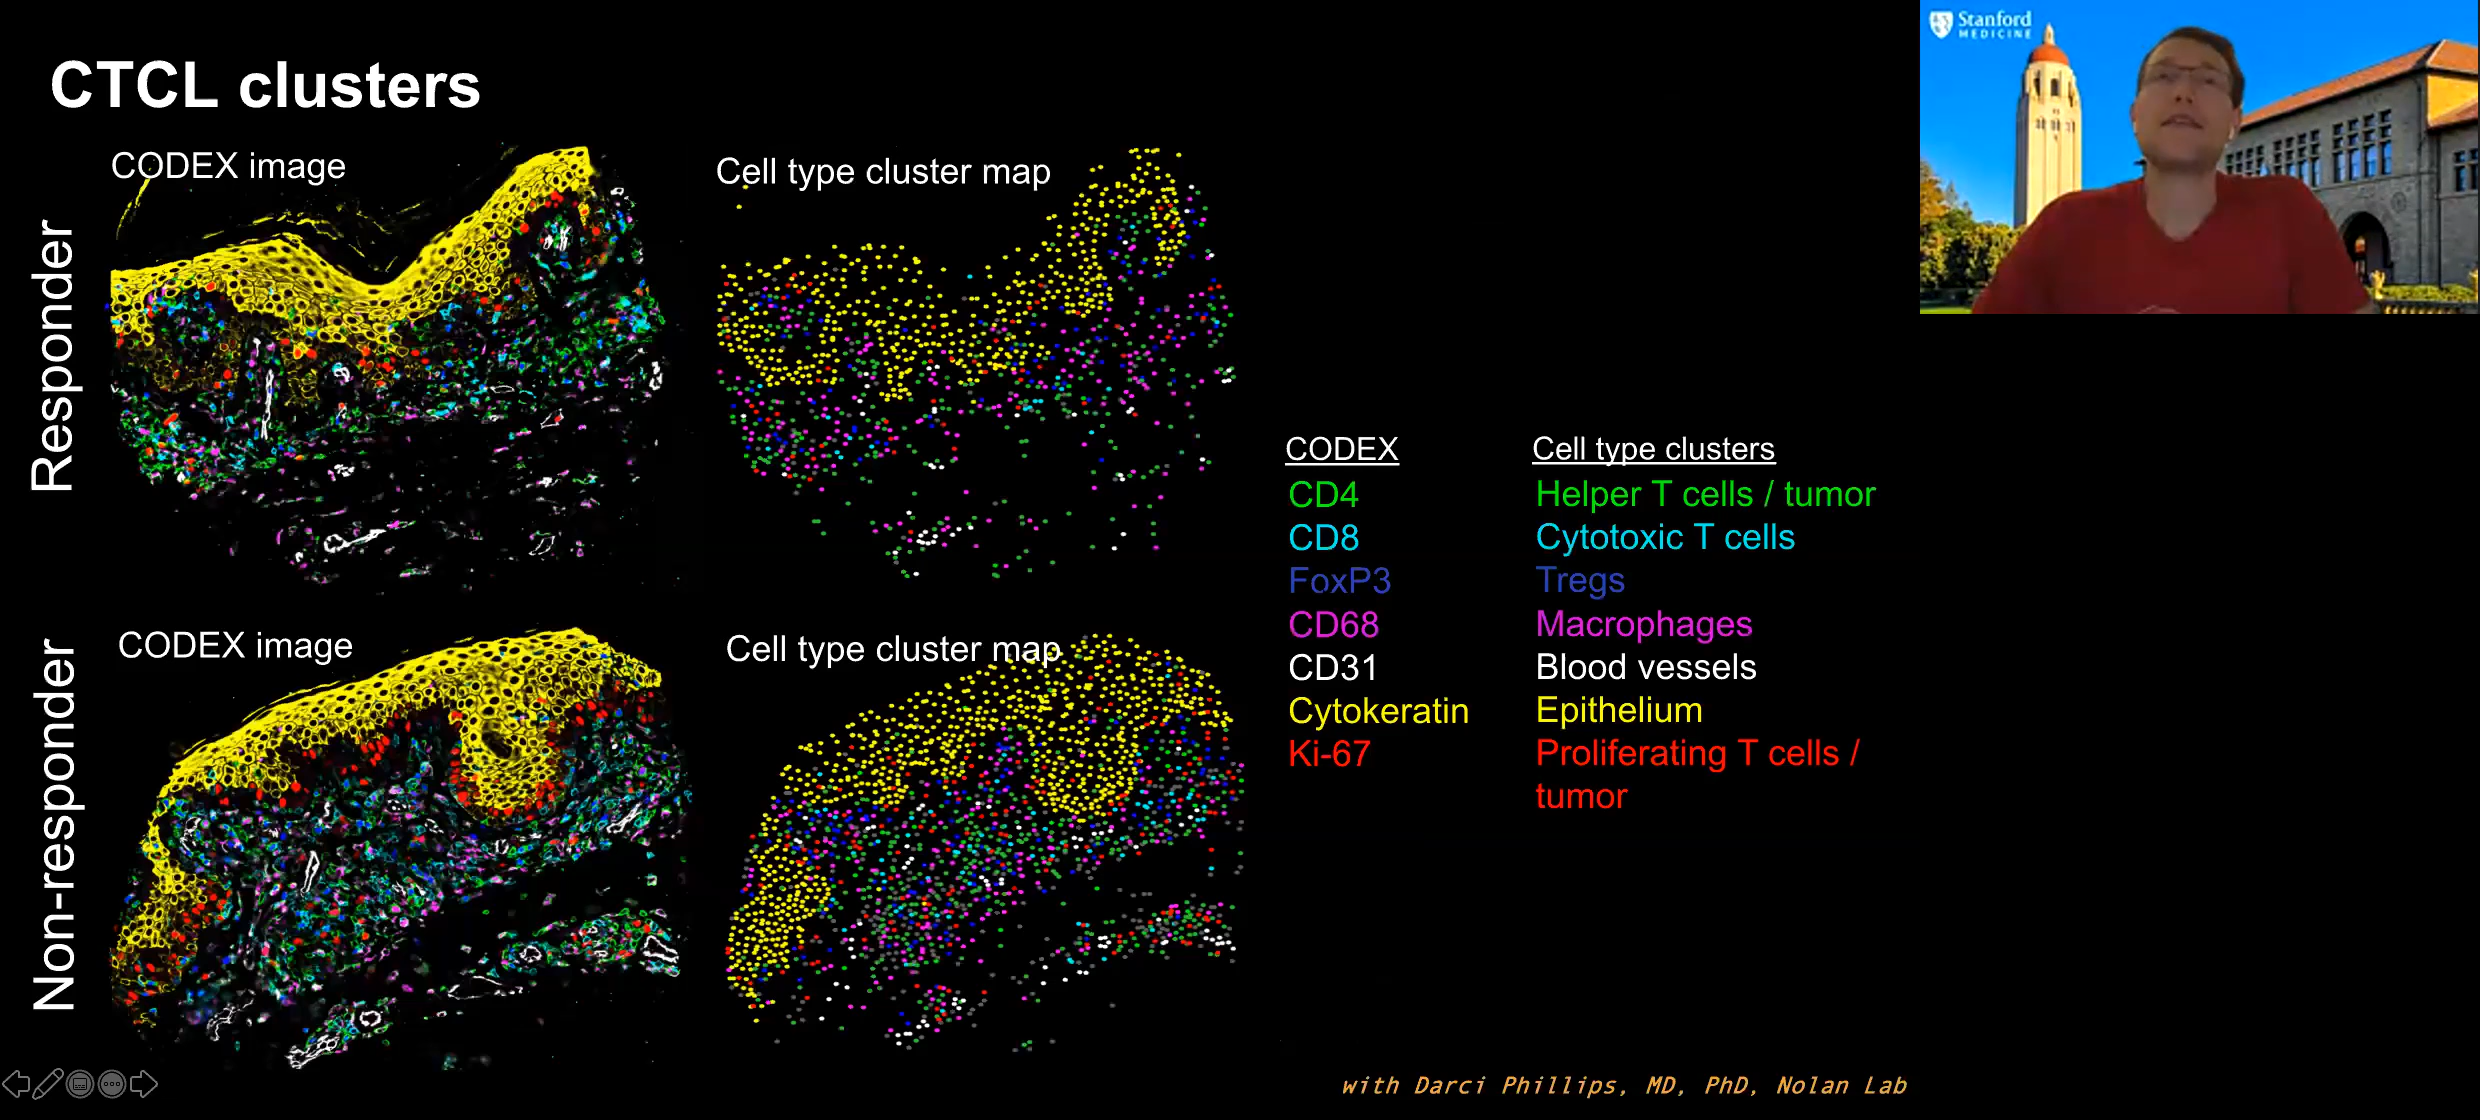 CTCL clusters
Stanford
MEDICINE
Responder
CODEX image
Cell type cluster map
Non-responder
CODEX image
Cell type cluster map
CODEX
CD4
CD8
FoxP3
CD68
CD31
Cytokeratin
Ki-67
Cell type clusters
Helper T cells / tumor
Cytotoxic T cells
Tregs
Macrophages
Blood vessels
Epithelium
Proliferating T cells /
tumor
with Darci Phillips, MD, PhD, Nolan Lab